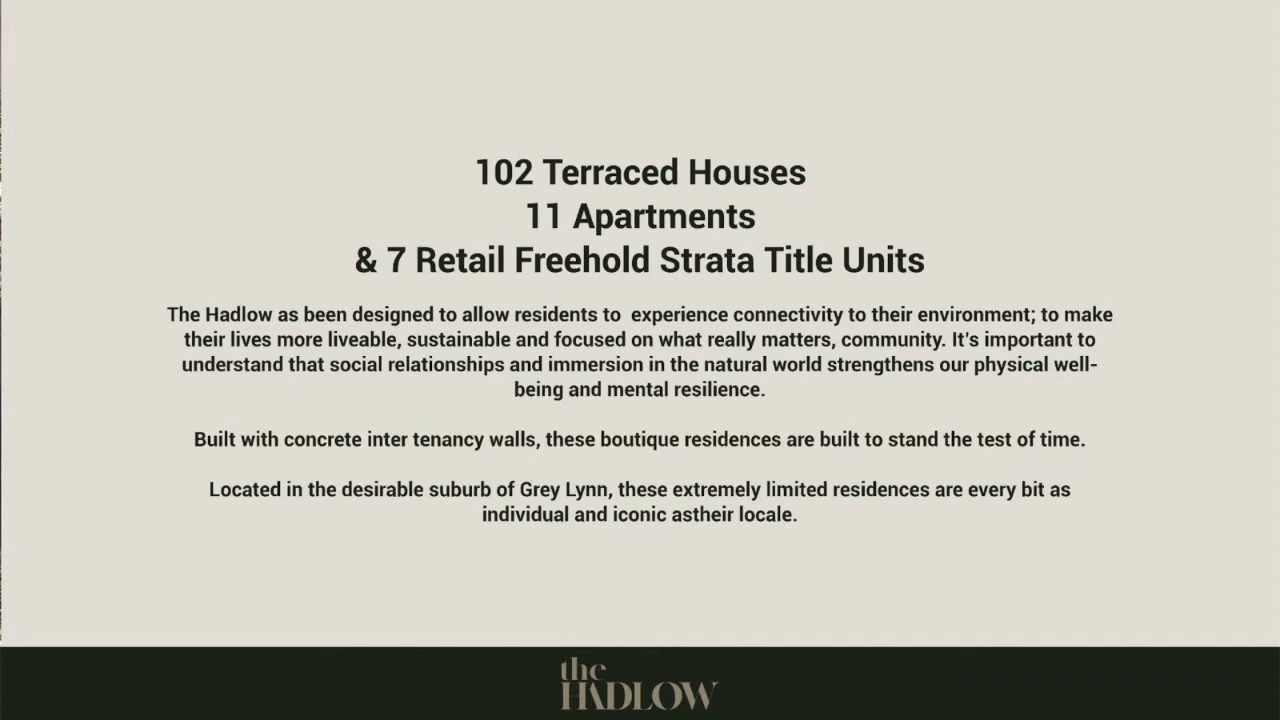 102 Terraced Houses
11 Apartments
& 7 Retail Freehold Strata Title Units
The Hadlow as been designed to allow residents to  experience connectivity to their environment; to make
their lives more liveable, sustainable and focused on what really matters, community. It's important to
understand that social relationships and immersion in the natural world strengthens our physical well-
being and mental resilience.
Built with concrete inter tenancy walls, these boutique residences are built to stand the test of time.
Located in the desirable suburb of Grey Lynn, these extremely limited residences are every bit as
individual and iconic astheir locale.
the
HADLOW